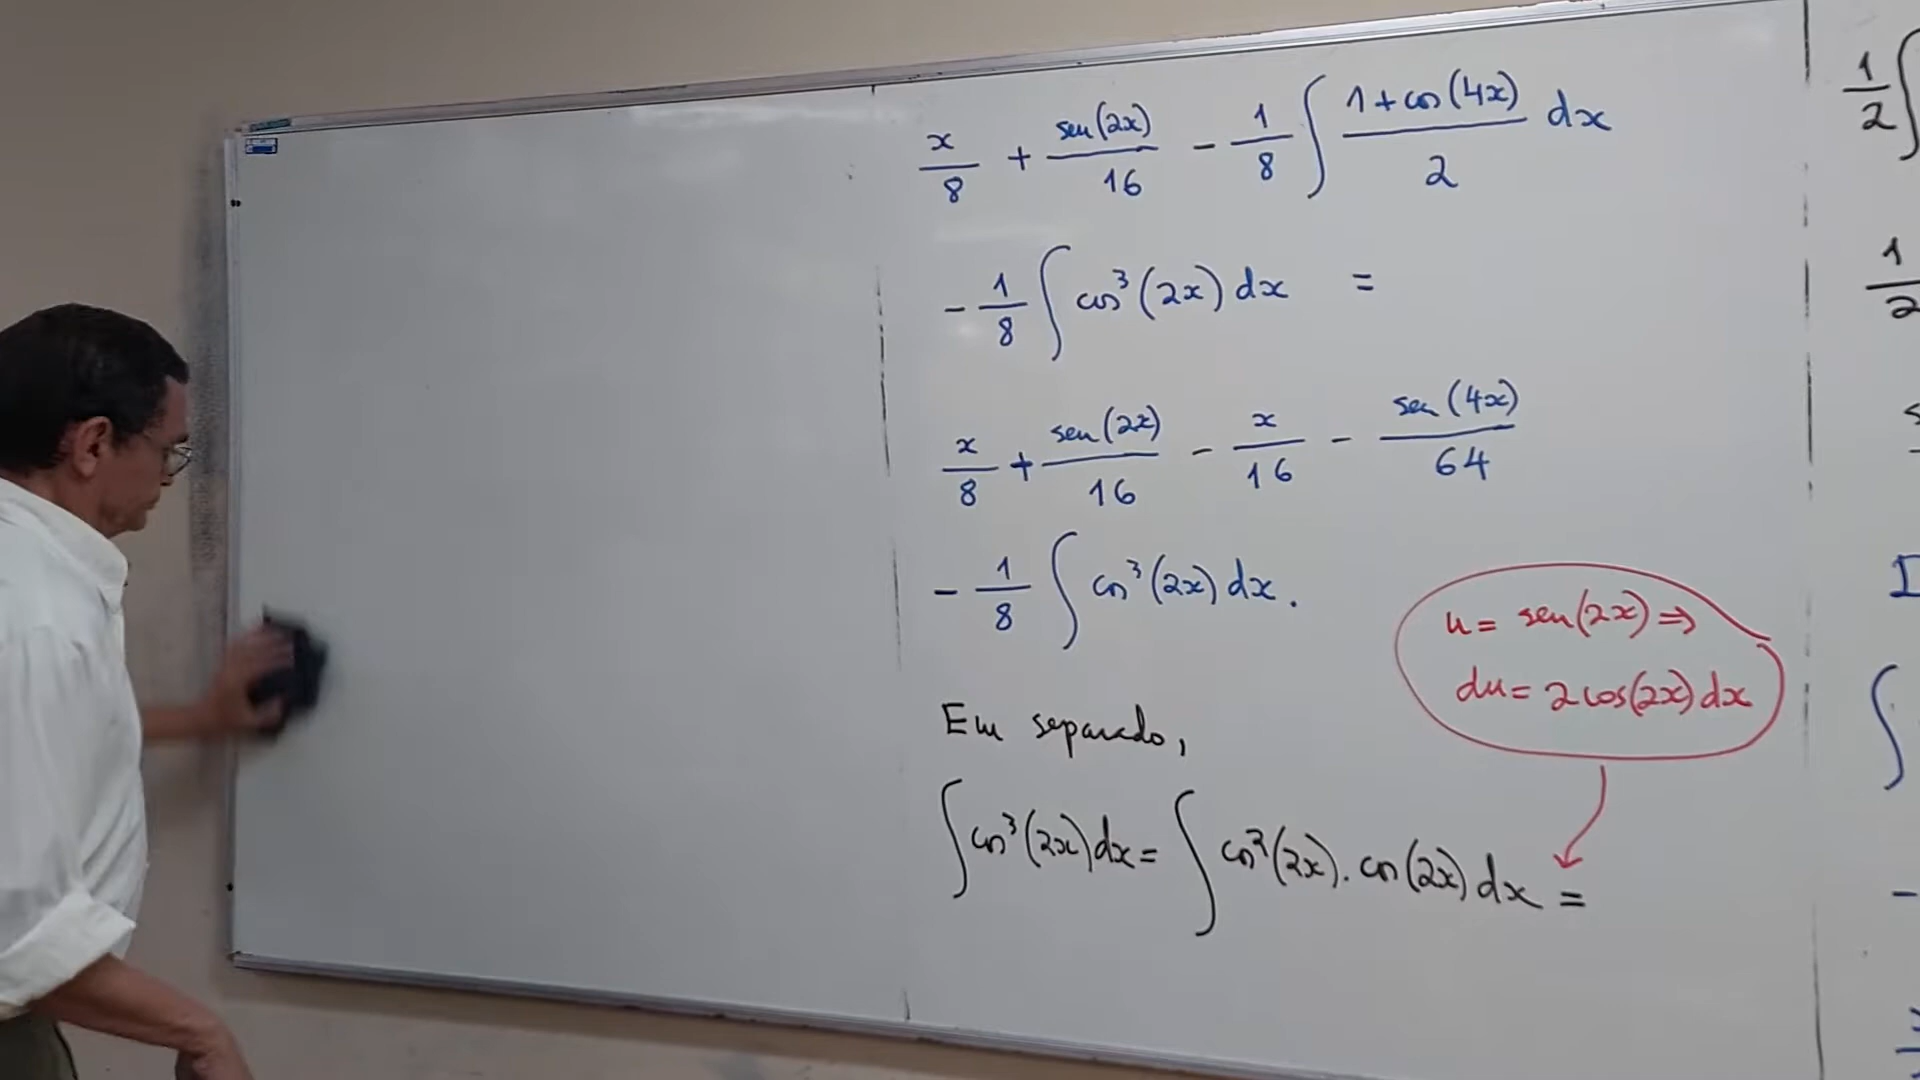 x/8 + sen(2x)/16 - 1/8 ∫ (1 + cos(4x))/2 dx
- 1/8 ∫ cos³(2x) dx =
x/8 + sen(2x)/16 - x/16 - sen(4x)/64
- 1/8 ∫ cos³(2x) dx.
u = sen(2x) ⇒
du = 2cos(2x) dx
Em separado,
∫ cos³(2x) dx = ∫ cos²(2x) . cos(2x) dx =
1/2 ∫
1/2